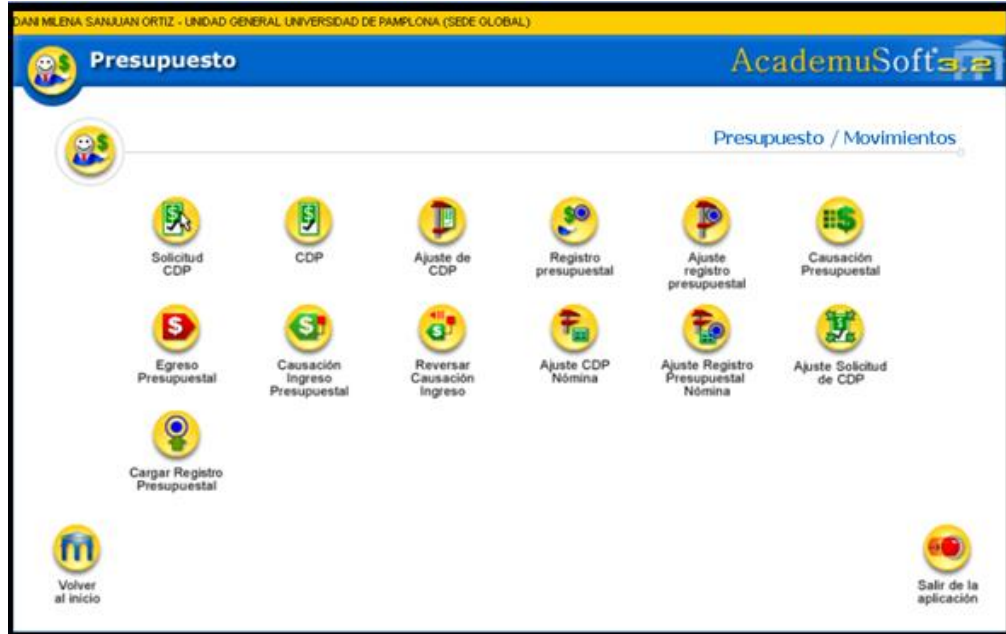 DANI MILENA SANJUAN ORTIZ - UNIDAD GENERAL UNIVERSIDAD DE PAMPLONA (SEDE GLOBAL)
Presupuesto
AcademuSoft 3.2
Presupuesto / Movimientos
Solicitud
CDP
CDP
Ajuste de
CDP
Registro
presupuestal
Ajuste
registro
presupuestal
Causación
Presupuestal
Egreso
Presupuestal
Causación
Ingreso
Presupuestal
Reversar
Causación
Ingreso
Ajuste CDP
Nómina
Ajuste Registro
Presupuestal
Nómina
Ajuste Solicitud
de CDP
Cargar Registro
Presupuestal
Volver
al inicio
Salir de la
aplicación